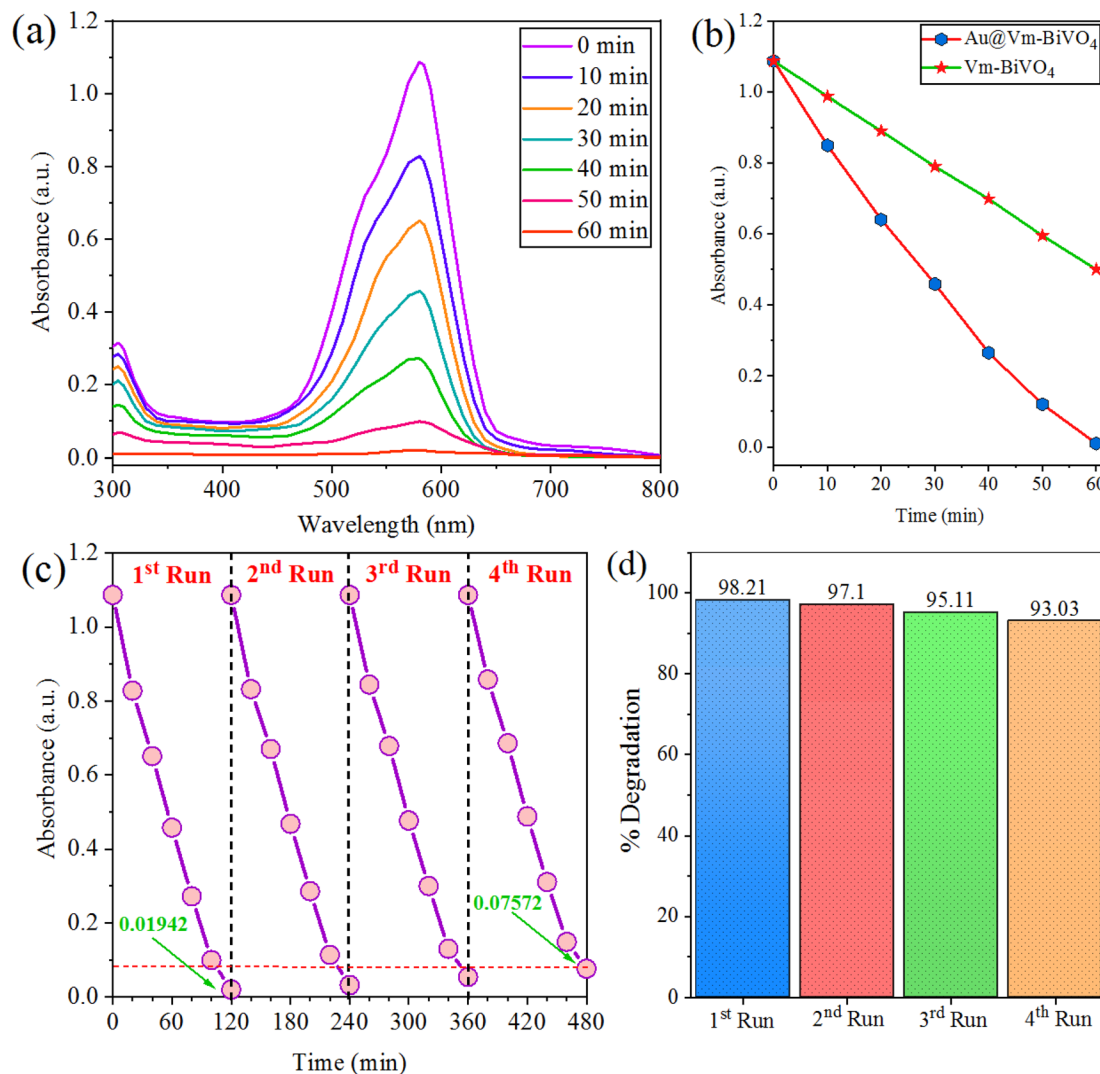 (a)
1.2
1.0
0.8
0.6
0.4
0.2
0.0
Absorbance (a.u.)
300
400
500
600
700
800
Wavelength (nm)
0 min
10 min
20 min
30 min
40 min
50 min
60 min
(b)
1.2
0.8
0.4
0.0
Absorbance (a.u.)
0
10
20
30
40
50
60
Time (min)
Au@Vm-BiVO₄
Vm-BiVO₄
(c)
1.2
1.0
0.8
0.6
0.4
0.2
0.0
Absorbance (a.u.)
1ˢᵗ Run
2ⁿᵈ Run
3ʳᵈ Run
4ᵗʰ Run
0.01942
0.07572
0
60
120
180
240
300
360
420
480
Time (min)
(d)
100
80
60
40
20
0
% Degradation
98.21
97.1
95.11
93.03
1ˢᵗ Run
2ⁿᵈ Run
3ʳᵈ Run
4ᵗʰ Run